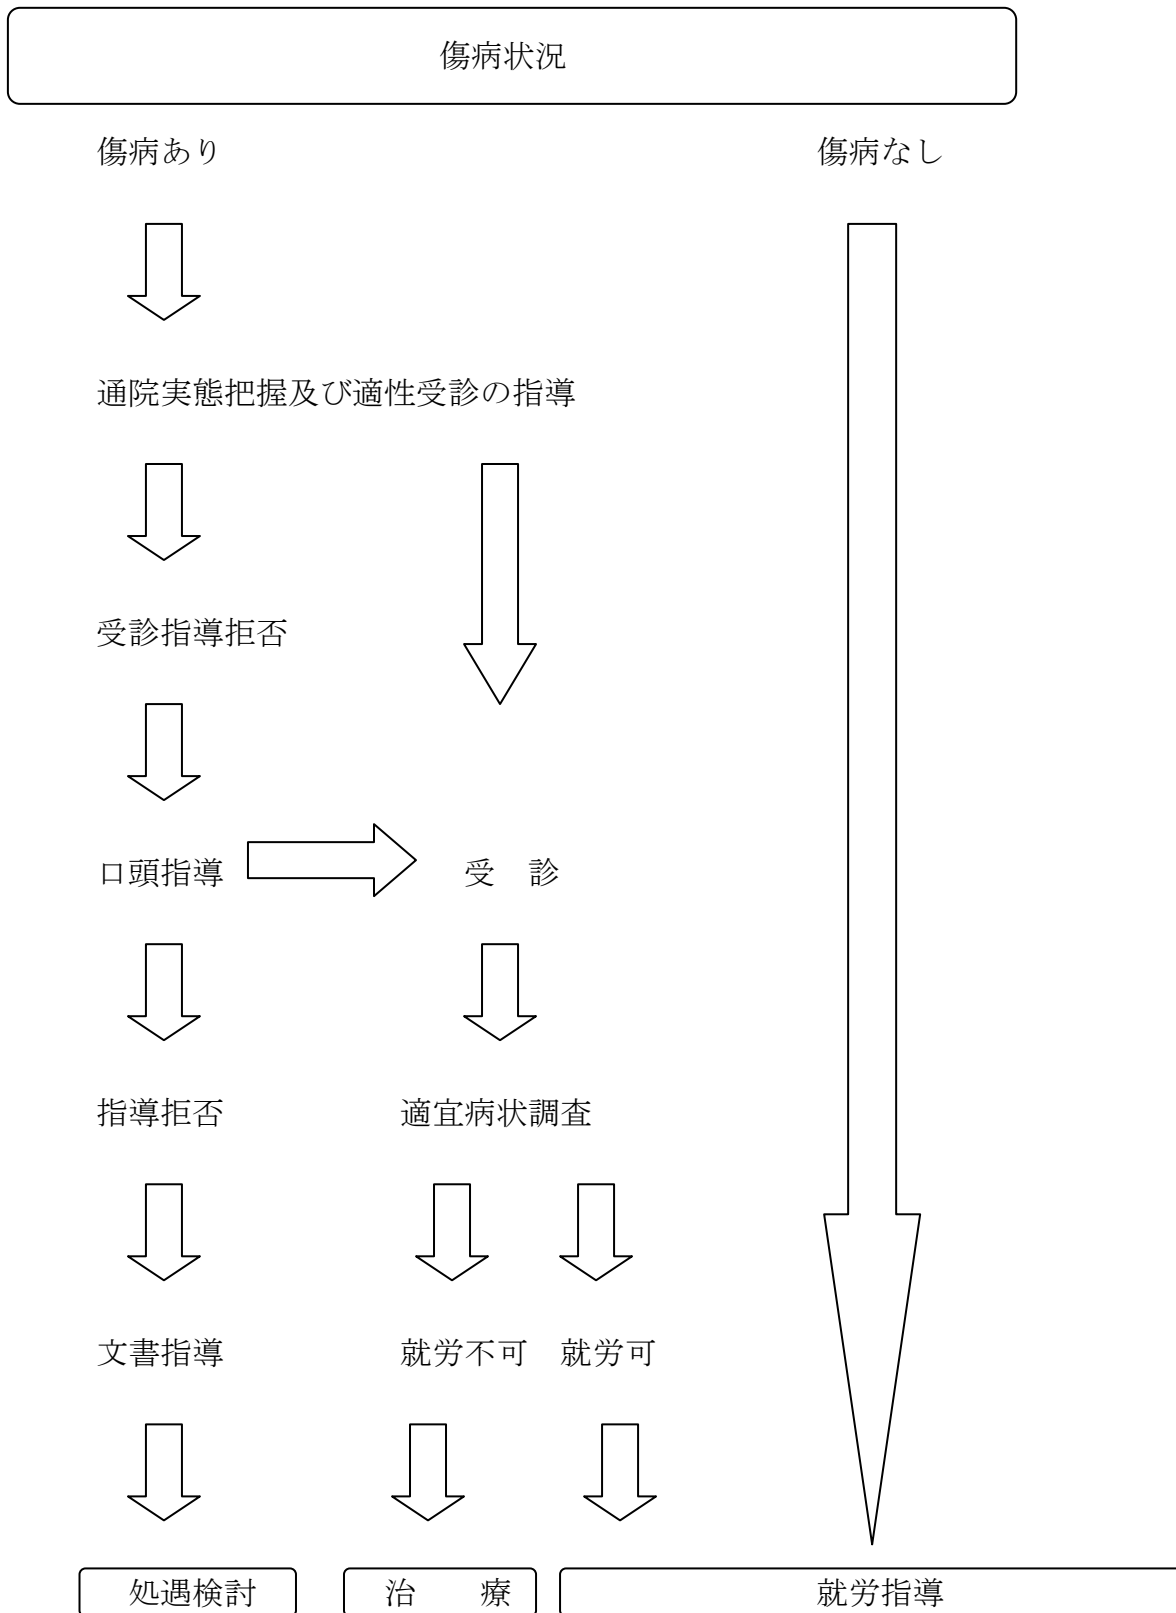 傷病状況
傷病あり　傷病なし
通院実態把握及び適性受診の指導
受診指導拒否
口頭指導　受　診
指導拒否　適宜病状調査
文書指導　就労不可　就労可
処遇検討　治　　療　就労指導